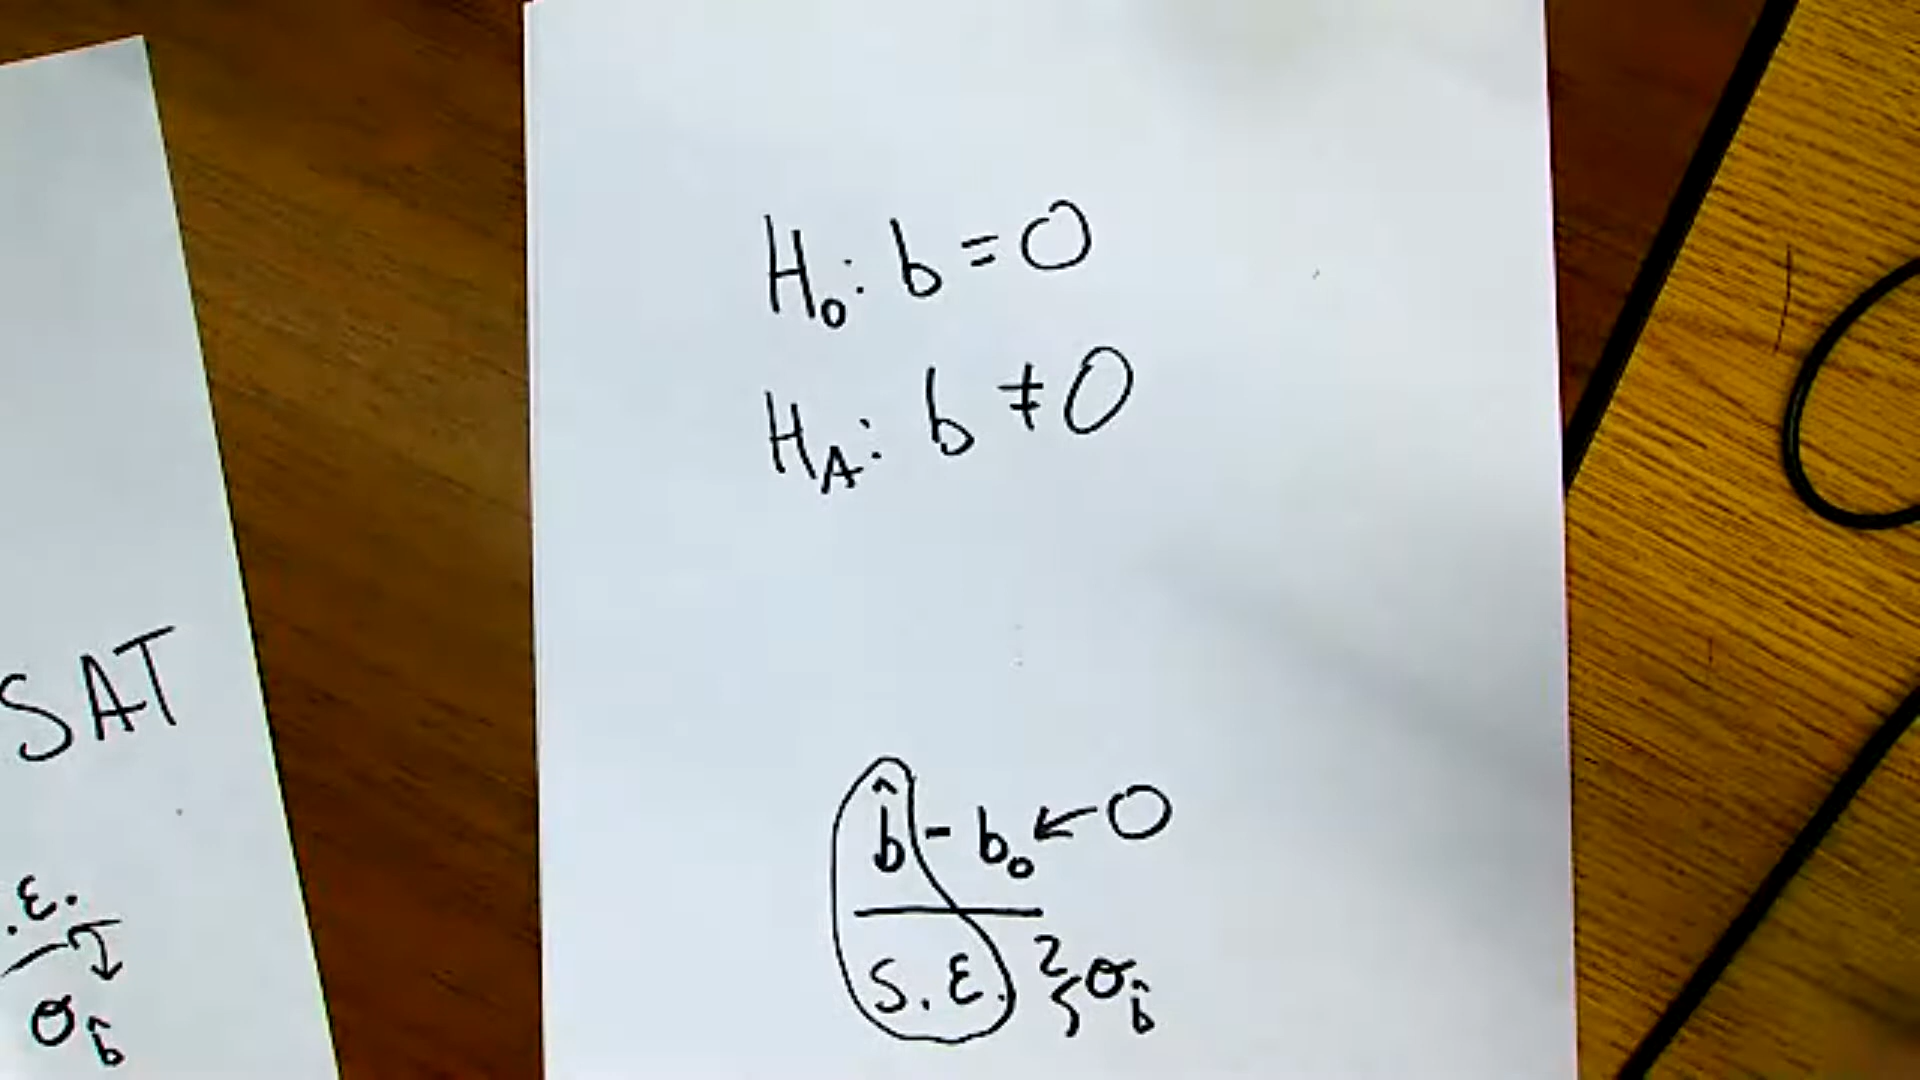 SAT
.E.
σ_b̂
H₀: b = 0
H_A: b ≠ 0
b̂ - b₀ ← 0
S.E. σ_b̂